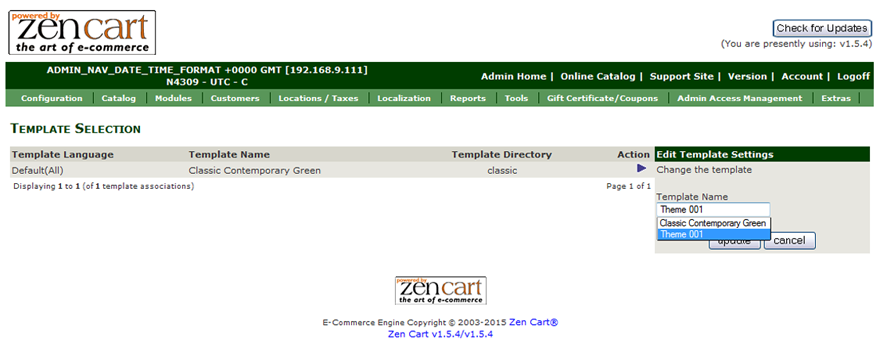 powered by
zen cart
the art of e-commerce
Check for Updates
(You are presently using: v1.5.4)
ADMIN_NAV_DATE_TIME_FORMAT +0000 GMT [192.168.9.111]
N4309 - UTC - C
Admin Home | Online Catalog | Support Site | Version | Account | Logoff
Configuration Catalog Modules Customers Locations / Taxes Localization Reports Tools Gift Certificate/Coupons Admin Access Management Extras
Template Selection
Template Language Template Name Template Directory Action
Default(All) Classic Contemporary Green classic
Displaying 1 to 1 (of 1 template associations) Page 1 of 1
Edit Template Settings
Change the template
Template Name
Theme 001
Classic Contemporary Green
Theme 001
update cancel
powered by
zen cart
the art of e-commerce
E-Commerce Engine Copyright © 2003-2015 Zen Cart®
Zen Cart v1.5.4/v1.5.4